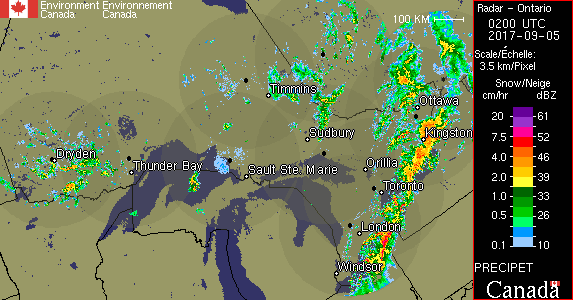 Environment Environnement
Canada Canada
100 KM
Timmins
Ottawa
Sudbury
Kingston
Dryden
Thunder Bay
Sault Ste. Marie
Orillia
Toronto
London
Windsor
Radar - Ontario
0200 UTC
2017-09-05
Scale/Échelle:
3.5 km/Pixel
Snow/Neige
cm/hr dBZ
20 61
7.5 52
5.0 49
4.0 46
2.0 39
1.0 33
0.5 26
0.1 10
PRECIPET
Canada